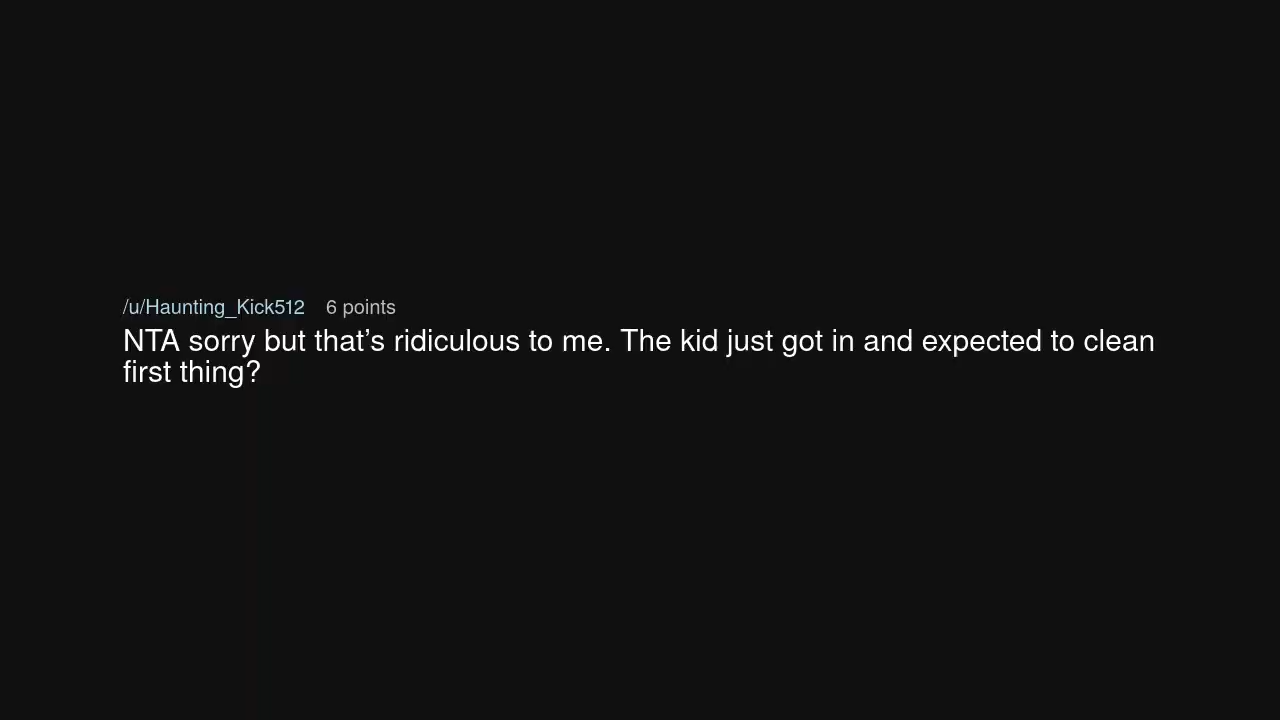 /u/Haunting_Kick512 6 points
NTA sorry but that’s ridiculous to me. The kid just got in and expected to clean
first thing?